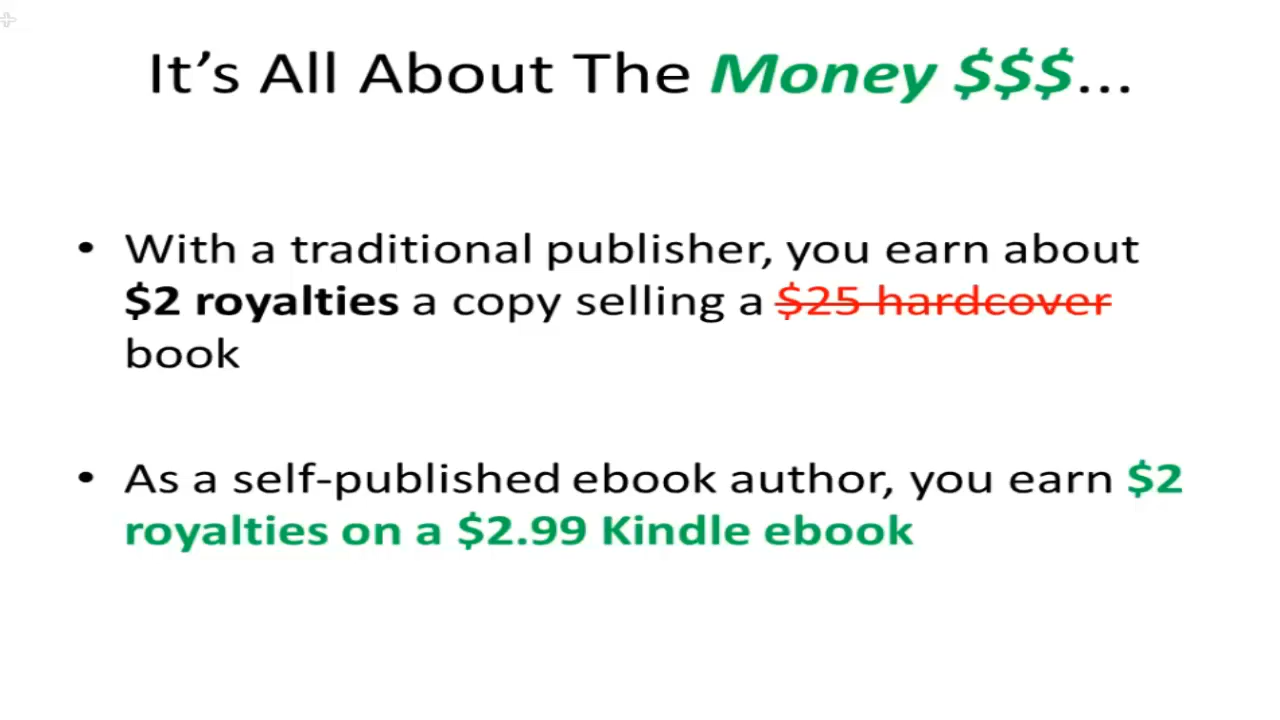 It’s All About The Money $$$...
• With a traditional publisher, you earn about
$2 royalties a copy selling a $25 hardcover
book
• As a self-published ebook author, you earn $2
royalties on a $2.99 Kindle ebook